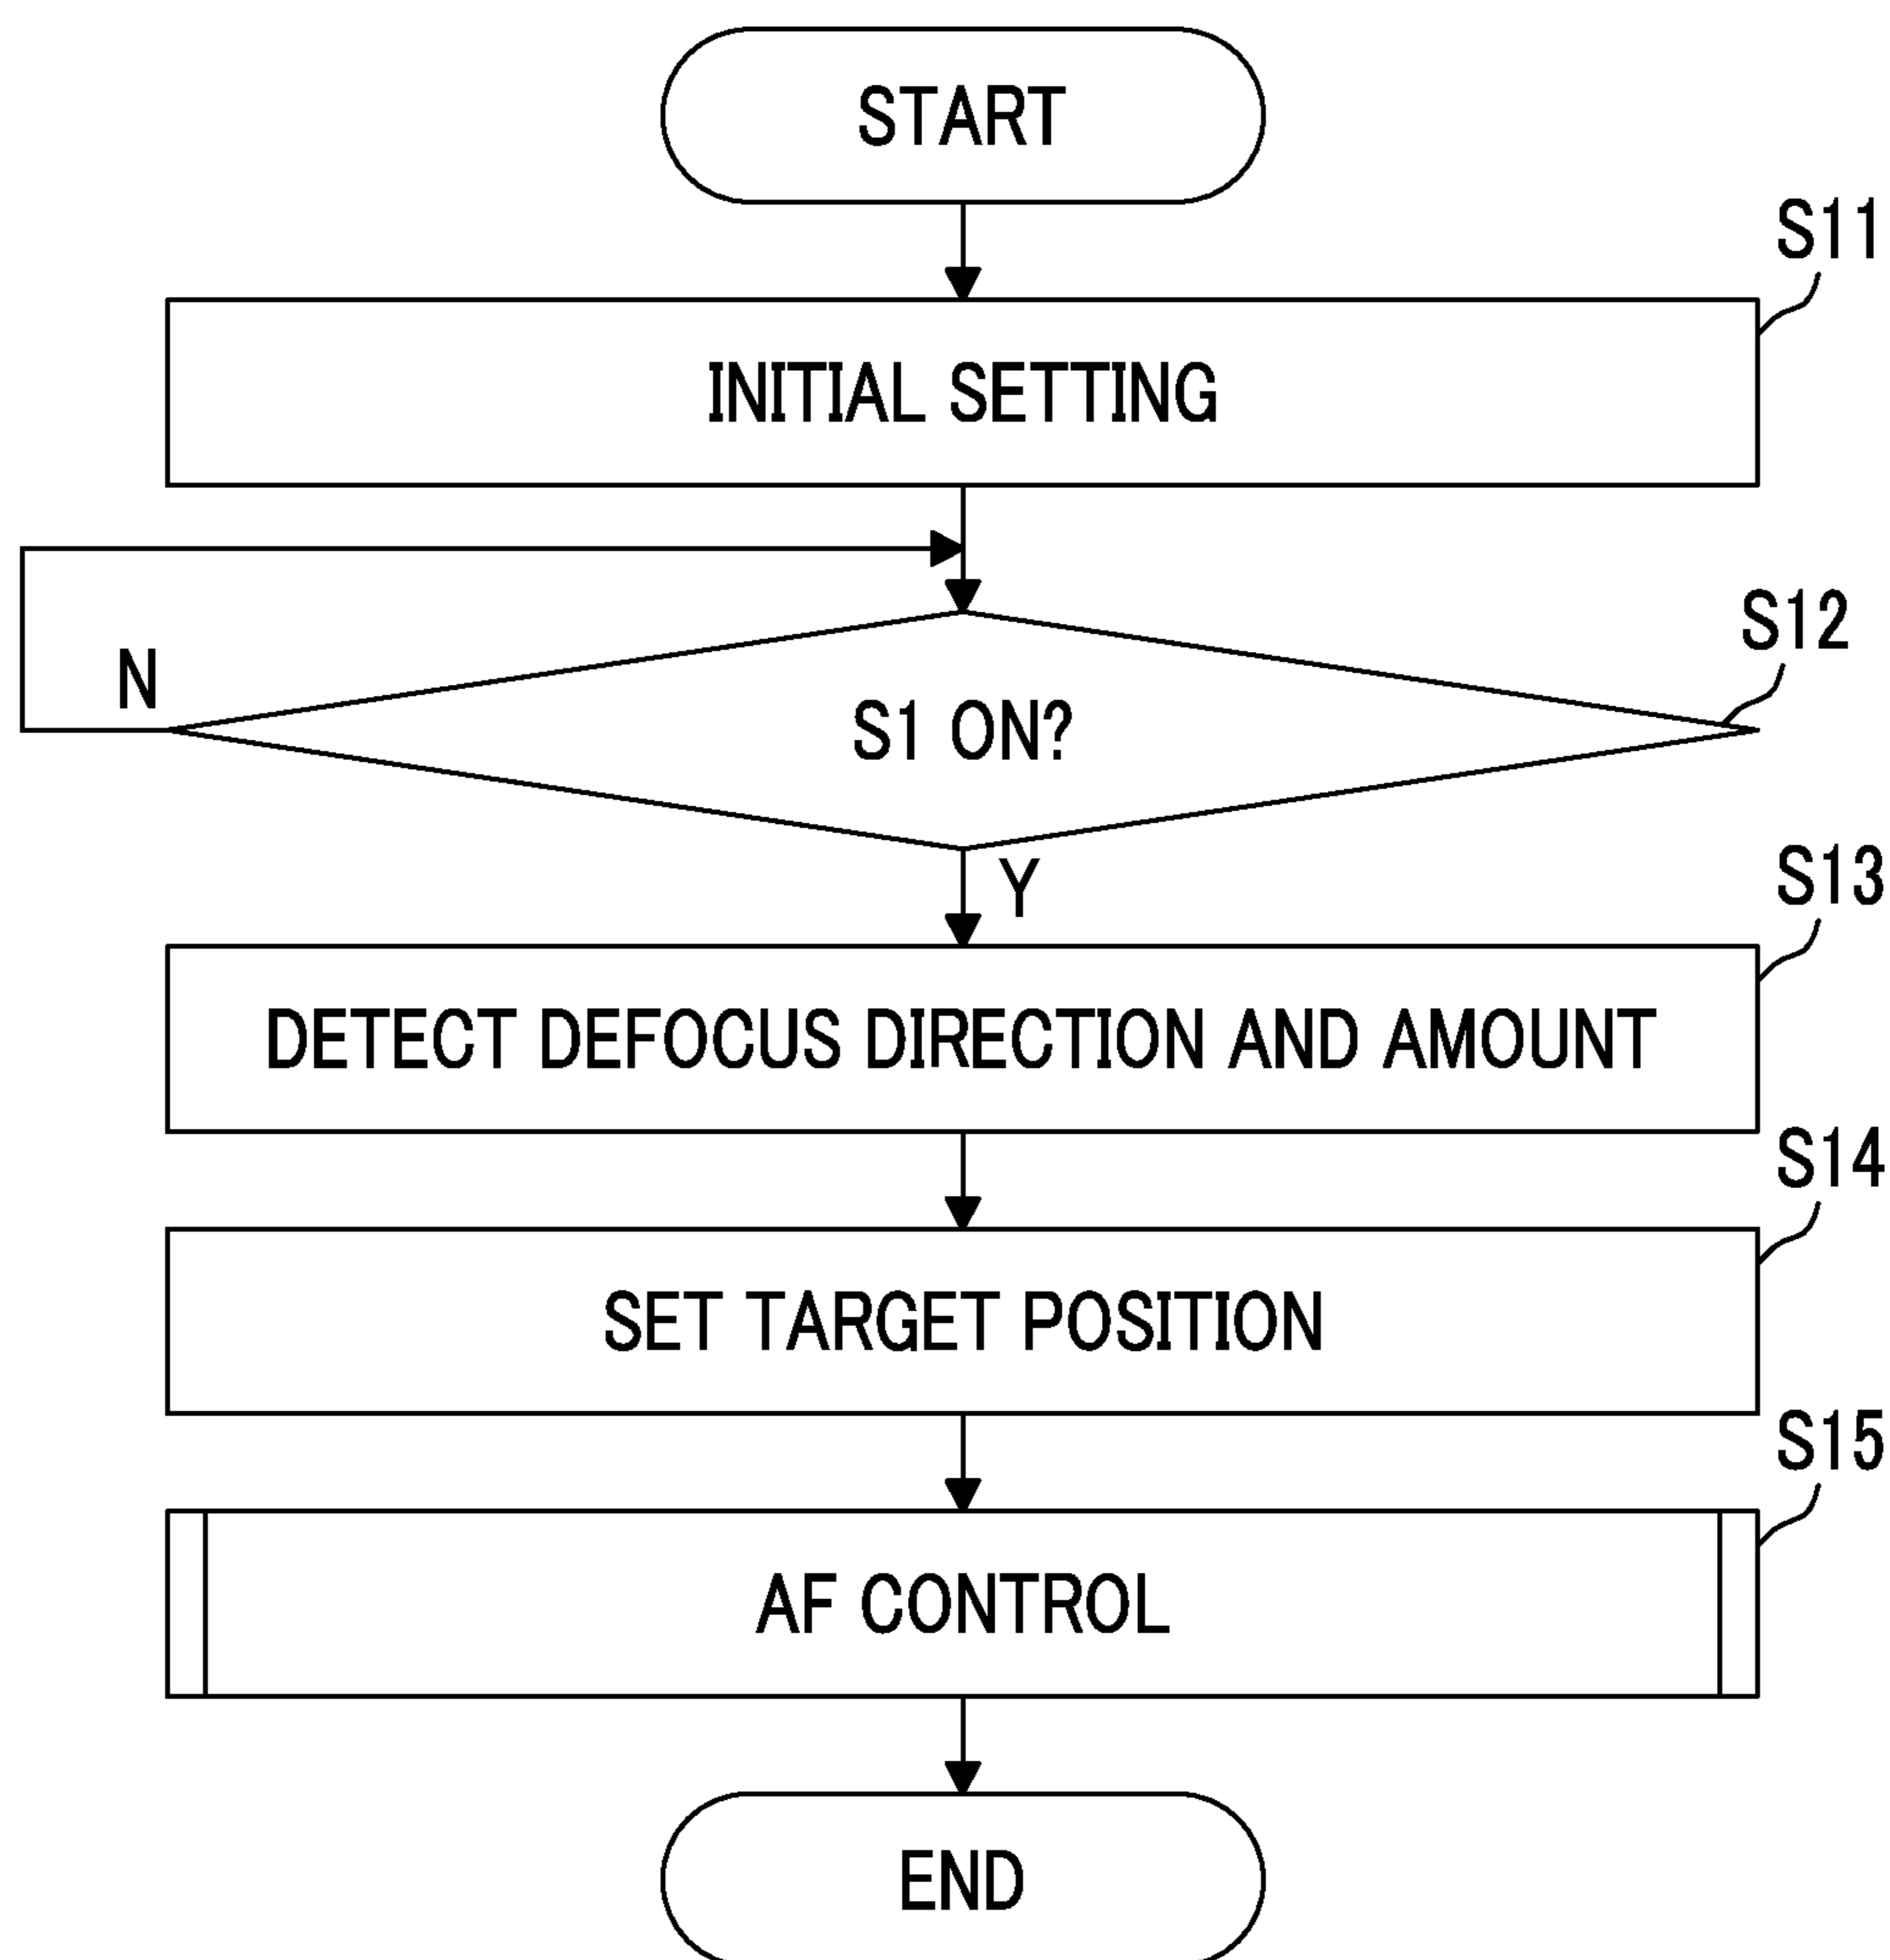 START
S11
INITIAL SETTING
S12
N
S1 ON?
Y
S13
DETECT DEFOCUS DIRECTION AND AMOUNT
S14
SET TARGET POSITION
S15
AF CONTROL
END